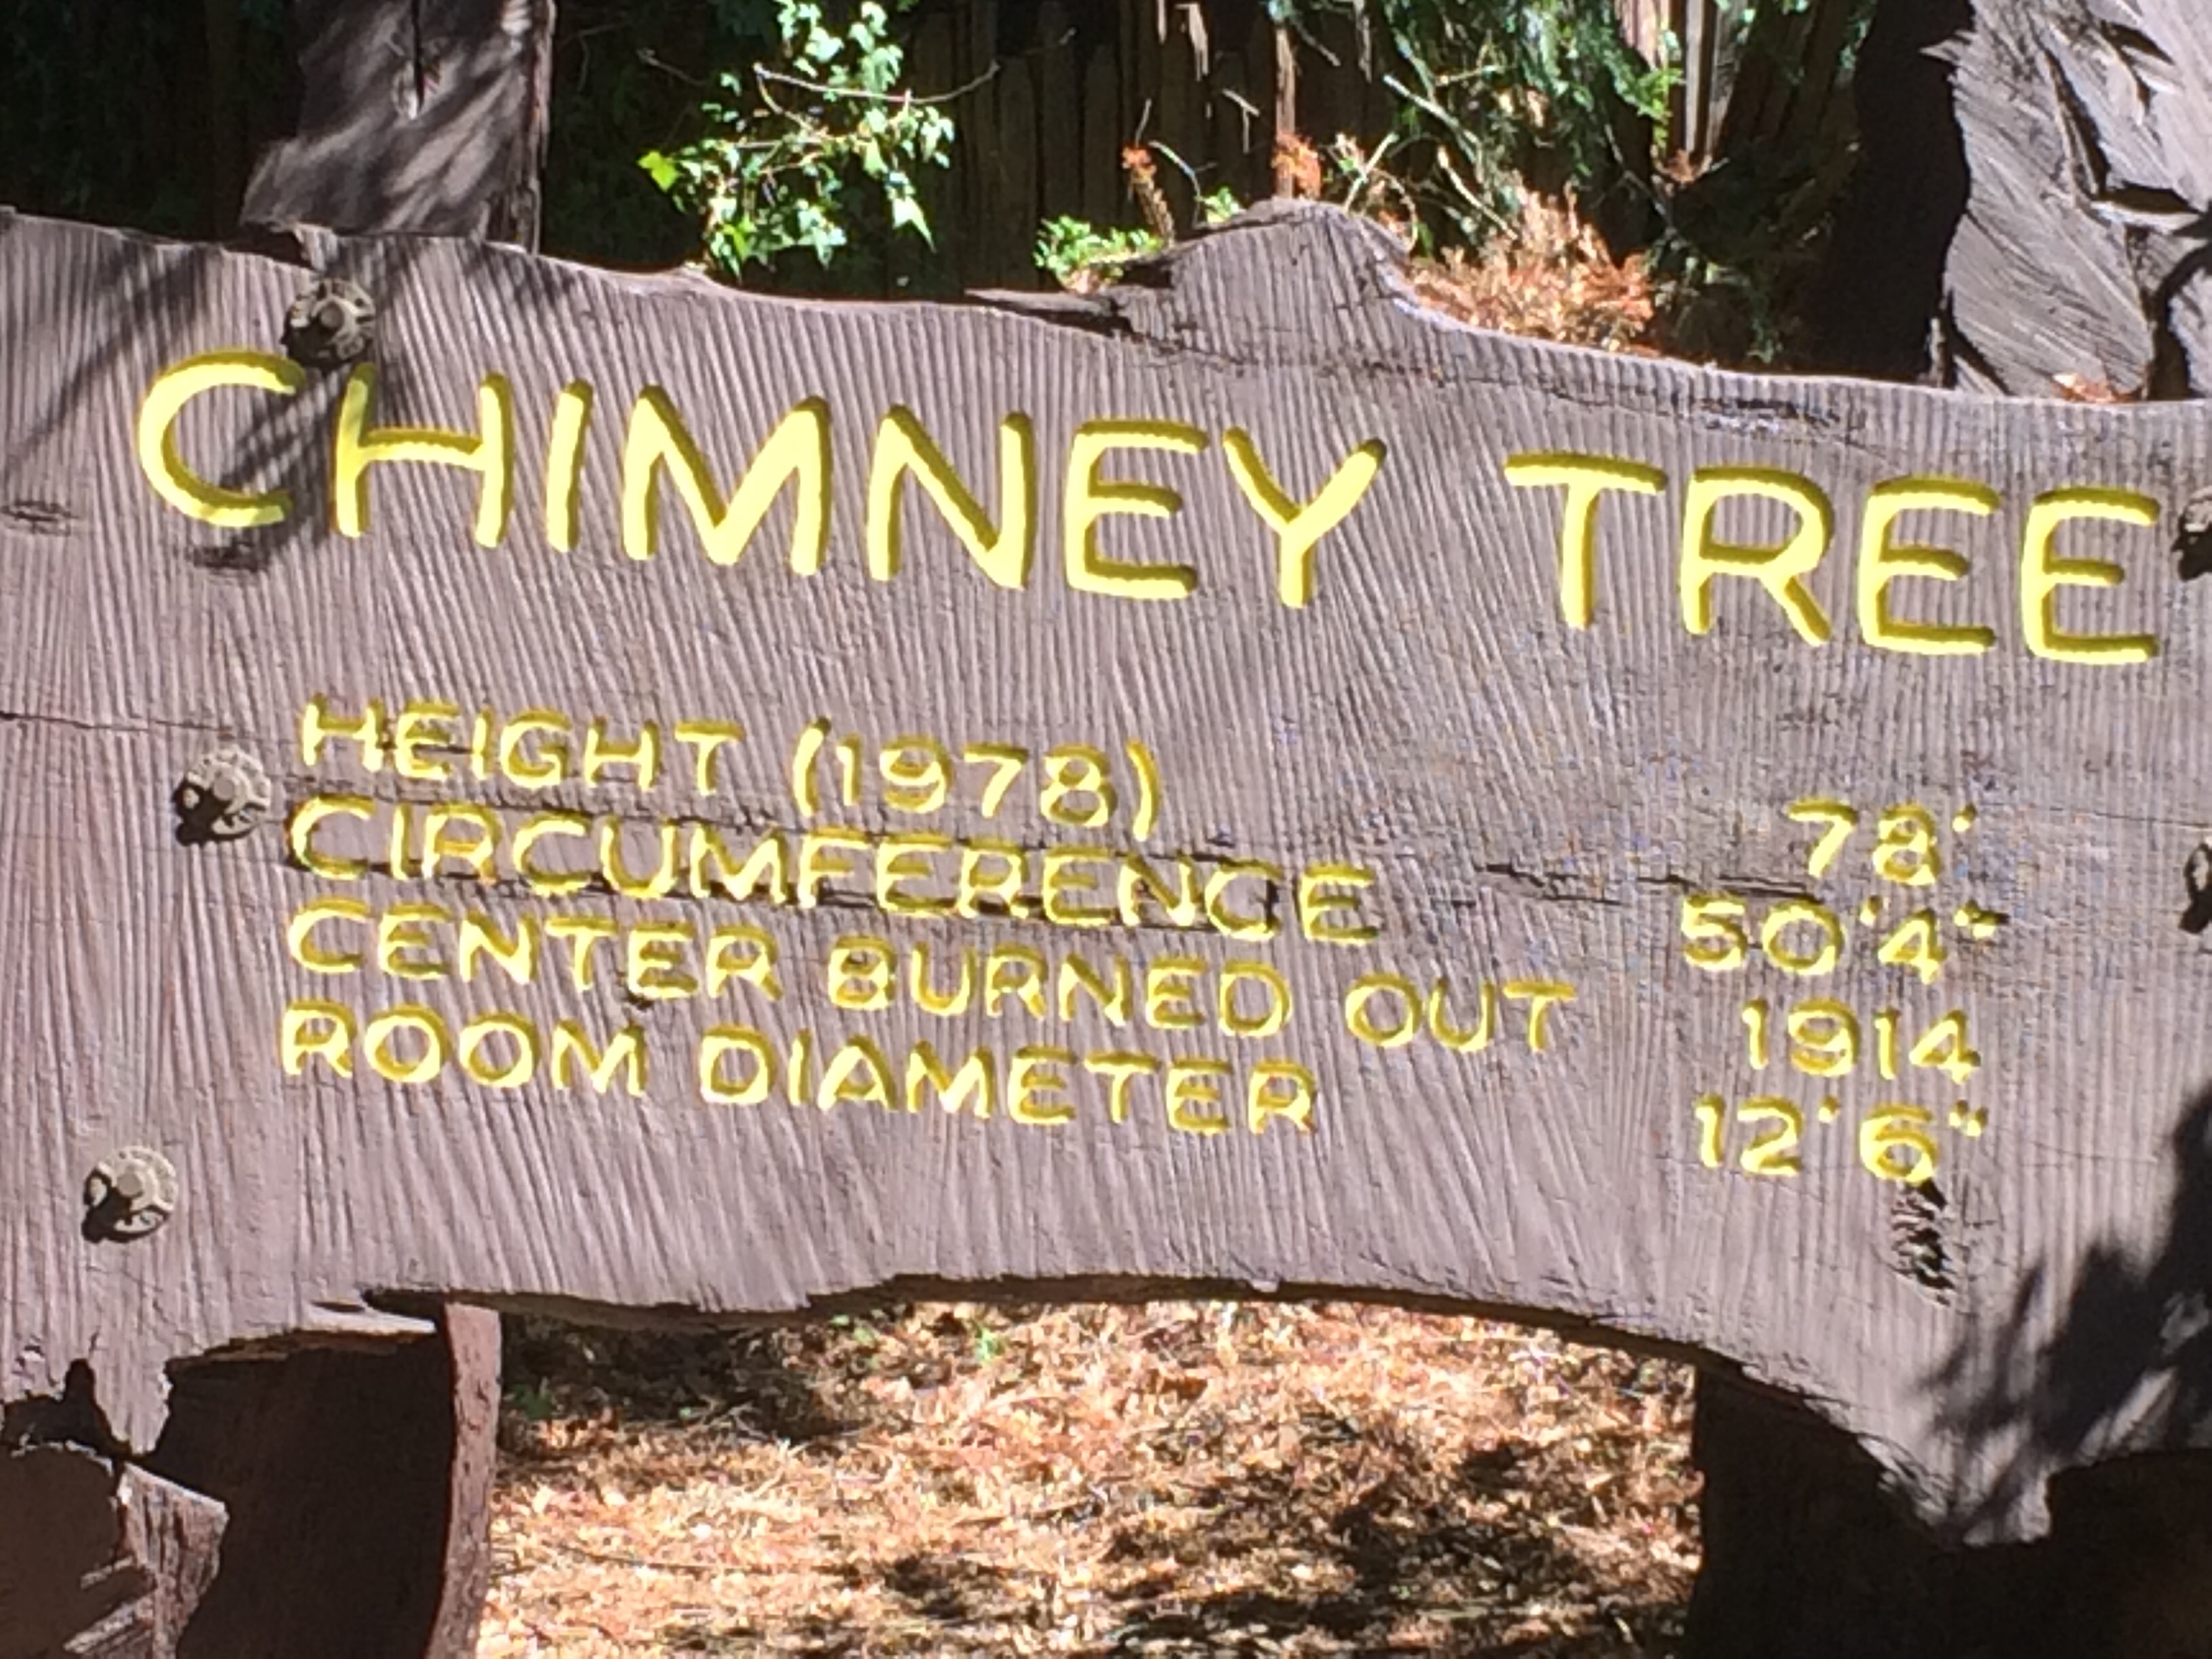 CHIMNEY TREE
HEIGHT (1978) 78'
CIRCUMFERENCE 50'4"
CENTER BURNED OUT 1914
ROOM DIAMETER 12'6"